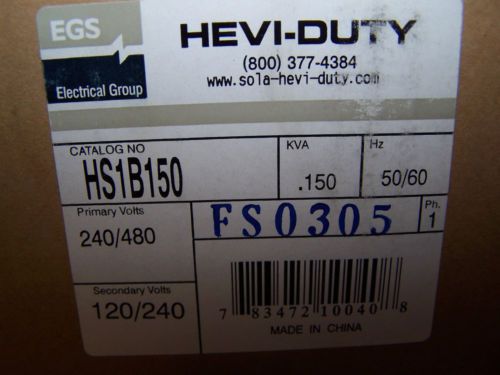 EGS
Electrical Group
HEVI-DUTY
(800) 377-4384
www.sola-hevi-duty.com
CATALOG NO
HS1B150
KVA
.150
Hz
50/60
Primary Volts
240/480
FS0305
Ph.
1
Secondary Volts
120/240
7 83472 10040 8
MADE IN CHINA